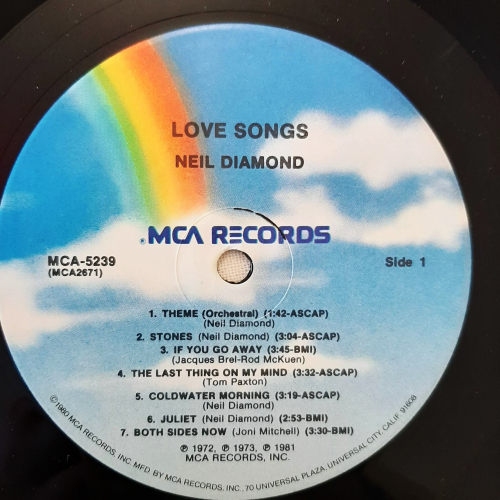 LOVE SONGS
NEIL DIAMOND
MCA RECORDS
MCA-5239
(MCA2671)
Side 1
1. THEME (Orchestral) (1:42-ASCAP)
(Neil Diamond)
2. STONES (Neil Diamond) (3:04-ASCAP)
3. IF YOU GO AWAY (3:45-BMI)
(Jacques Brel-Rod McKuen)
4. THE LAST THING ON MY MIND (3:32-ASCAP)
(Tom Paxton)
5. COLDWATER MORNING (3:19-ASCAP)
(Neil Diamond)
6. JULIET (Neil Diamond) (2:53-BMI)
7. BOTH SIDES NOW (Joni Mitchell) (3:30-BMI)
℗ 1972, ℗ 1973, ℗ 1981
MCA RECORDS, INC.
©1980 MCA RECORDS, INC. MFD BY MCA RECORDS, INC., 70 UNIVERSAL PLAZA, UNIVERSAL CITY, CAL. 91608